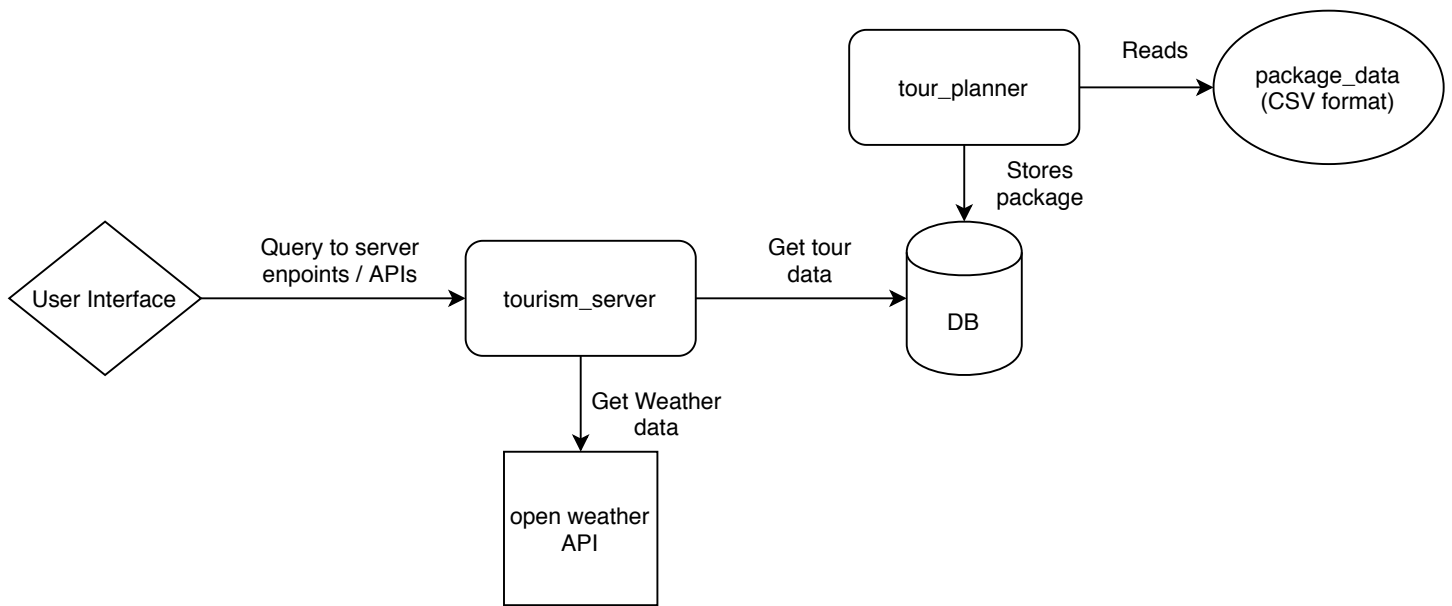 tour_planner
Reads
package_data
(CSV format)
Stores
package
User Interface
Query to server
enpoints / APIs
tourism_server
Get tour
data
DB
Get Weather
data
open weather
API